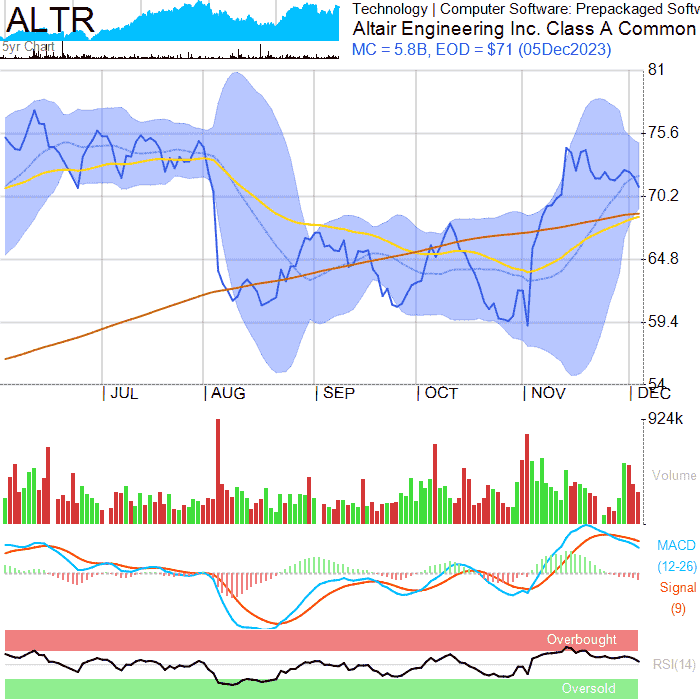 ALTR
5yr Chart
Technology | Computer Software: Prepackaged Softw
Altair Engineering Inc. Class A Common
MC = 5.8B, EOD = $71 (05Dec2023)
81
75.6
70.2
64.8
59.4
54
| JUL | AUG | SEP | OCT | NOV | DEC
924k
Volume
MACD
(12-26)
Signal
(9)
Overbought
RSI(14)
Oversold